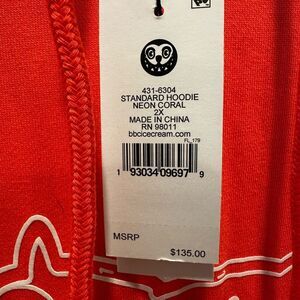 431-6304
STANDARD HOODIE
NEON CORAL
2X
MADE IN CHINA
RN 98011
bbcicecream.com
FL_179
1 93034 09697 9
MSRP
$135.00